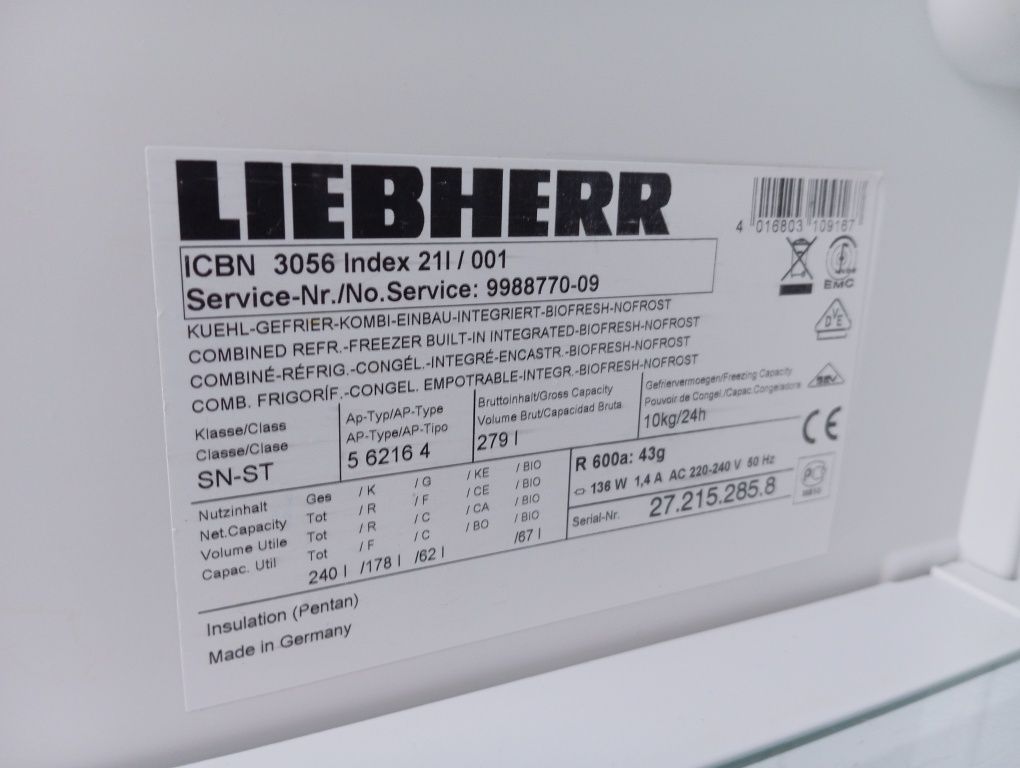 LIEBHERR
4 016803 109187
ICBN 3056 Index 21I / 001
Service-Nr./No.Service: 9988770-09
EMC
KUEHL-GEFRIER-KOMBI-EINBAU-INTEGRIERT-BIOFRESH-NOFROST
COMBINED REFR.-FREEZER BUILT-IN INTEGRATED-BIOFRESH-NOFROST
COMBINÉ-RÉFRIG.-CONGÉL.-INTEGRÉ-ENCASTR.-BIOFRESH-NOFROST
COMB. FRIGORÍF.-CONGEL. EMPOTRABLE-INTEGR.-BIOFRESH-NOFROST
DVE
Klasse/Class
Classe/Clase
SN-ST
Ap-Typ/AP-Type
AP-Type/AP-Tipo
5 6216 4
Bruttoinhalt/Gross Capacity
Volume Brut/Capacidad Bruta
279 l
Gefriervermoegen/Freezing Capacity
Pouvoir de Congel./Capac.Congeladora
10kg/24h
CE
Nutzinhalt Ges / K / G / KE / BIO
Net.Capacity Tot / R / F / CE / BIO
Volume Utile Tot / R / C / CA / BIO
Capac. Util Tot / F / C / BO / BIO
240 l /178 l /62 l /67 l
R 600a: 43g
136 W 1,4 A AC 220-240 V 50 Hz
Serial-Nr. 27.215.285.8
Insulation (Pentan)
Made in Germany